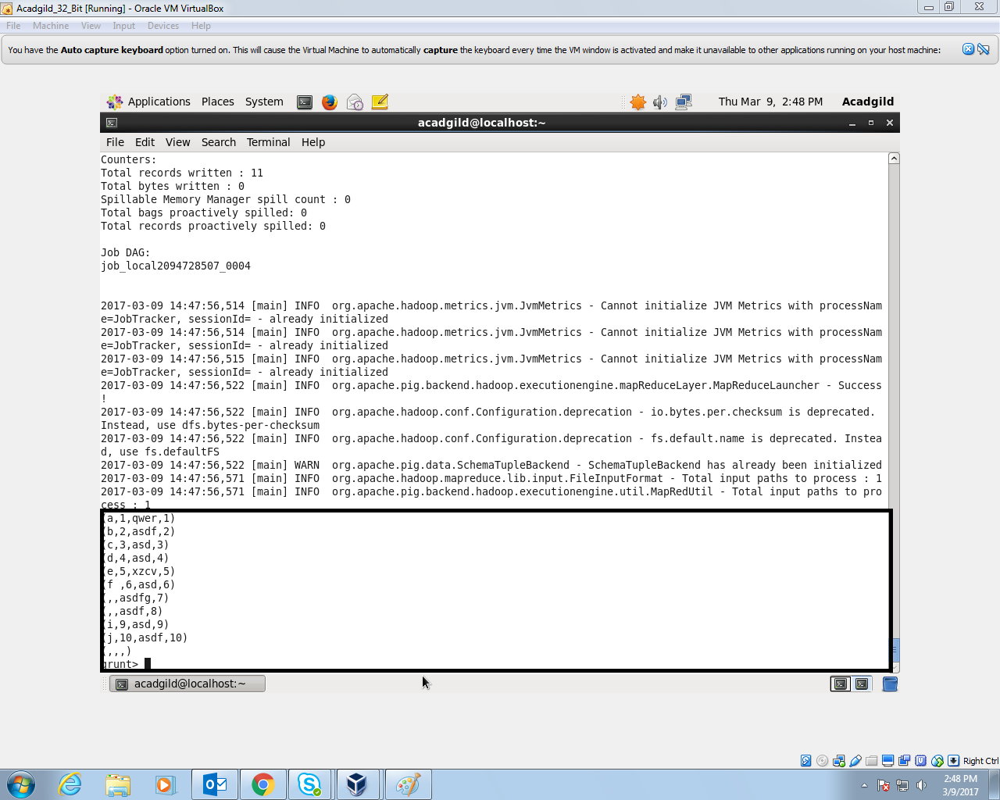 Acadgild_32_Bit [Running] - Oracle VM VirtualBox
File Machine View Input Devices Help
You have the Auto capture keyboard option turned on. This will cause the Virtual Machine to automatically capture the keyboard every time the VM window is activated and make it unavailable to other applications running on your host machine:
Applications Places System Thu Mar 9, 2:48 PM Acadgild
acadgild@localhost:~
File Edit View Search Terminal Help
Counters:
Total records written : 11
Total bytes written : 0
Spillable Memory Manager spill count : 0
Total bags proactively spilled: 0
Total records proactively spilled: 0
Job DAG:
job_local2094728507_0004
2017-03-09 14:47:56,514 [main] INFO  org.apache.hadoop.metrics.jvm.JvmMetrics - Cannot initialize JVM Metrics with processNam
e=JobTracker, sessionId= - already initialized
2017-03-09 14:47:56,514 [main] INFO  org.apache.hadoop.metrics.jvm.JvmMetrics - Cannot initialize JVM Metrics with processNam
e=JobTracker, sessionId= - already initialized
2017-03-09 14:47:56,515 [main] INFO  org.apache.hadoop.metrics.jvm.JvmMetrics - Cannot initialize JVM Metrics with processNam
e=JobTracker, sessionId= - already initialized
2017-03-09 14:47:56,522 [main] INFO  org.apache.pig.backend.hadoop.executionengine.mapReduceLayer.MapReduceLauncher - Success
!
2017-03-09 14:47:56,522 [main] INFO  org.apache.hadoop.conf.Configuration.deprecation - io.bytes.per.checksum is deprecated.
Instead, use dfs.bytes-per-checksum
2017-03-09 14:47:56,522 [main] INFO  org.apache.hadoop.conf.Configuration.deprecation - fs.default.name is deprecated. Instea
d, use fs.defaultFS
2017-03-09 14:47:56,522 [main] WARN  org.apache.pig.data.SchemaTupleBackend - SchemaTupleBackend has already been initialized
2017-03-09 14:47:56,571 [main] INFO  org.apache.hadoop.mapreduce.lib.input.FileInputFormat - Total input paths to process : 1
2017-03-09 14:47:56,571 [main] INFO  org.apache.pig.backend.hadoop.executionengine.util.MapRedUtil - Total input paths to pro
cess : 1
(a,1,qwer,1)
(b,2,asdf,2)
(c,3,asd,3)
(d,4,asd,4)
(e,5,xzcv,5)
(f ,6,asd,6)
(,,asdfg,7)
(,,asdf,8)
(i,9,asd,9)
(j,10,asdf,10)
(,,,)
grunt>
acadgild@localhost:~
Right Ctrl
2:48 PM
3/9/2017